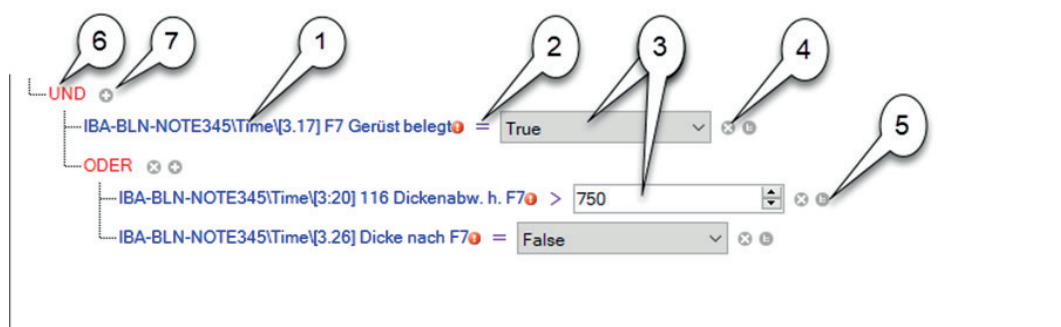 6 7 1 2 3 4
UND
IBA-BLN-NOTE345\Time\[3.17] F7 Gerüst belegt = True
5
ODER
IBA-BLN-NOTE345\Time\[3:20] 116 Dickenabw. h. F7 > 750
IBA-BLN-NOTE345\Time\[3.26] Dicke nach F7 = False